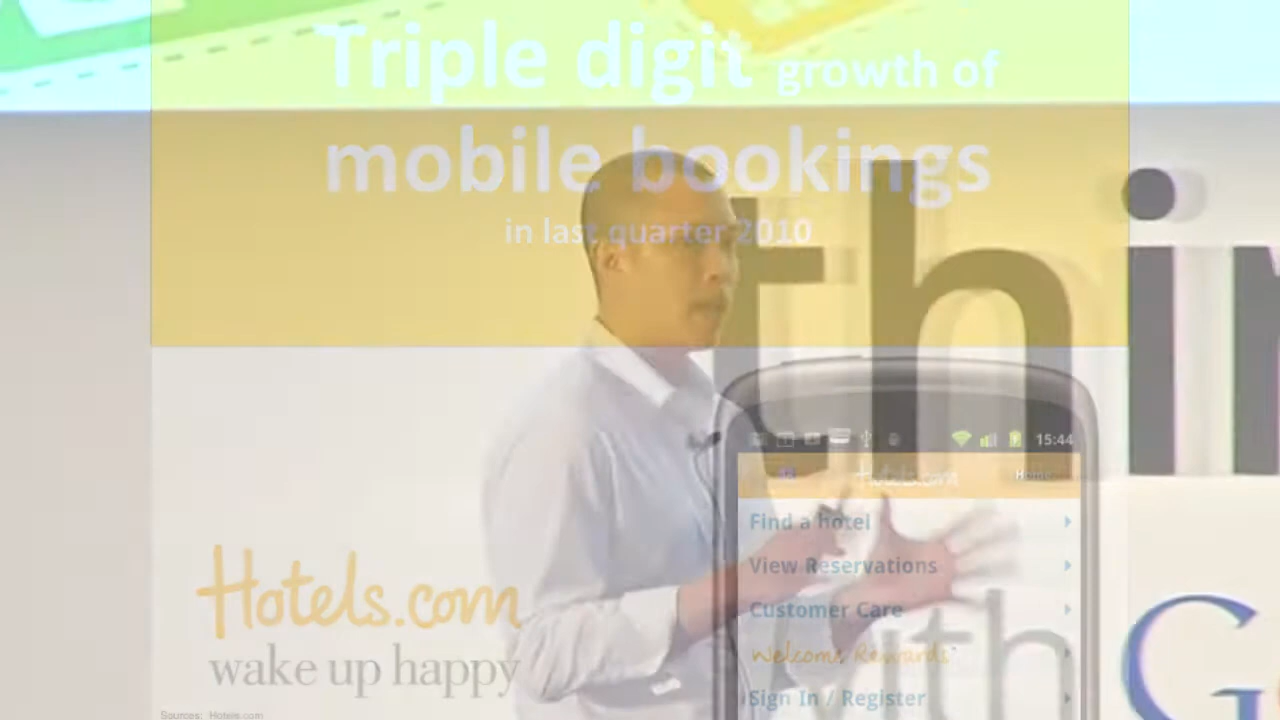 Triple digit growth of
mobile bookings
in last quarter 2010
thin
15:44
Hotels.com
Home
Find a hotel
View Reservations
Customer Care
Welcome Rewards
Sign In / Register
with
G
Hotels.com
wake up happy
Sources: Hotels.com